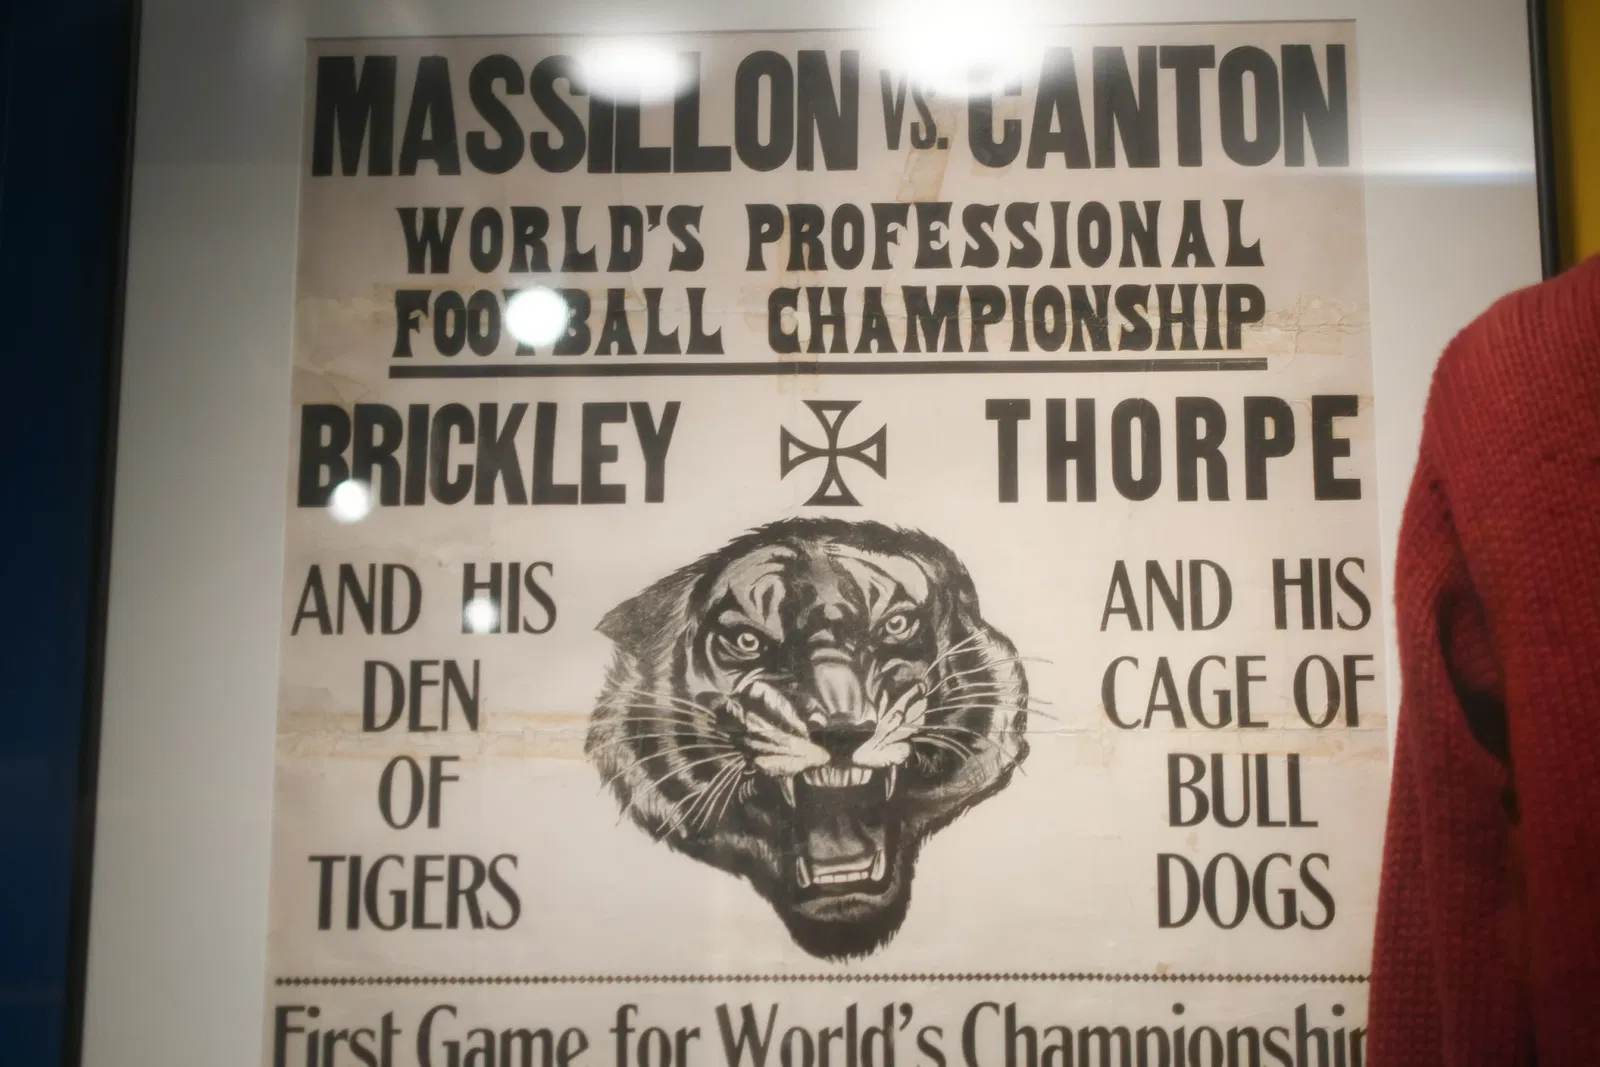 MASSILLON VS. CANTON
WORLD'S PROFESSIONAL
FOOTBALL CHAMPIONSHIP
BRICKLEY THORPE
AND HIS
DEN
OF
TIGERS
AND HIS
CAGE OF
BULL
DOGS
First Game for World's Championship